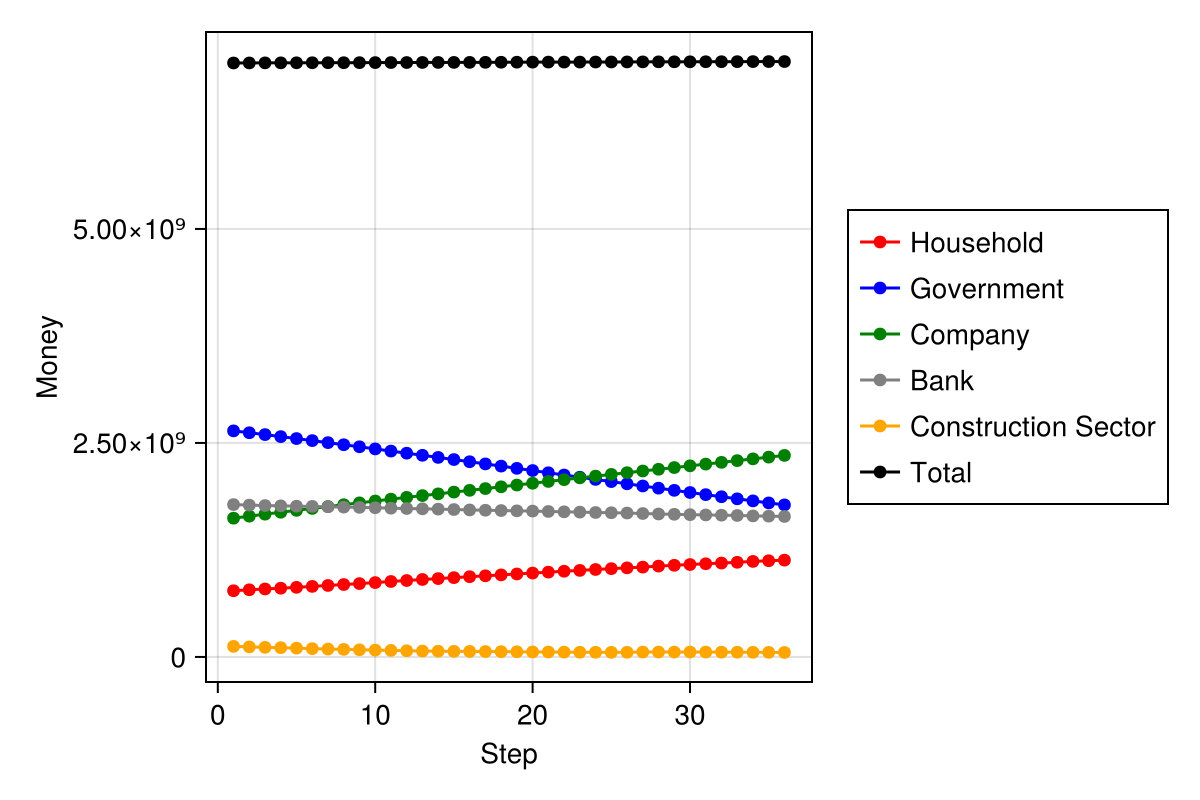 Money
5.00×10⁹
2.50×10⁹
0
0 10 20 30
Step
Household
Government
Company
Bank
Construction Sector
Total